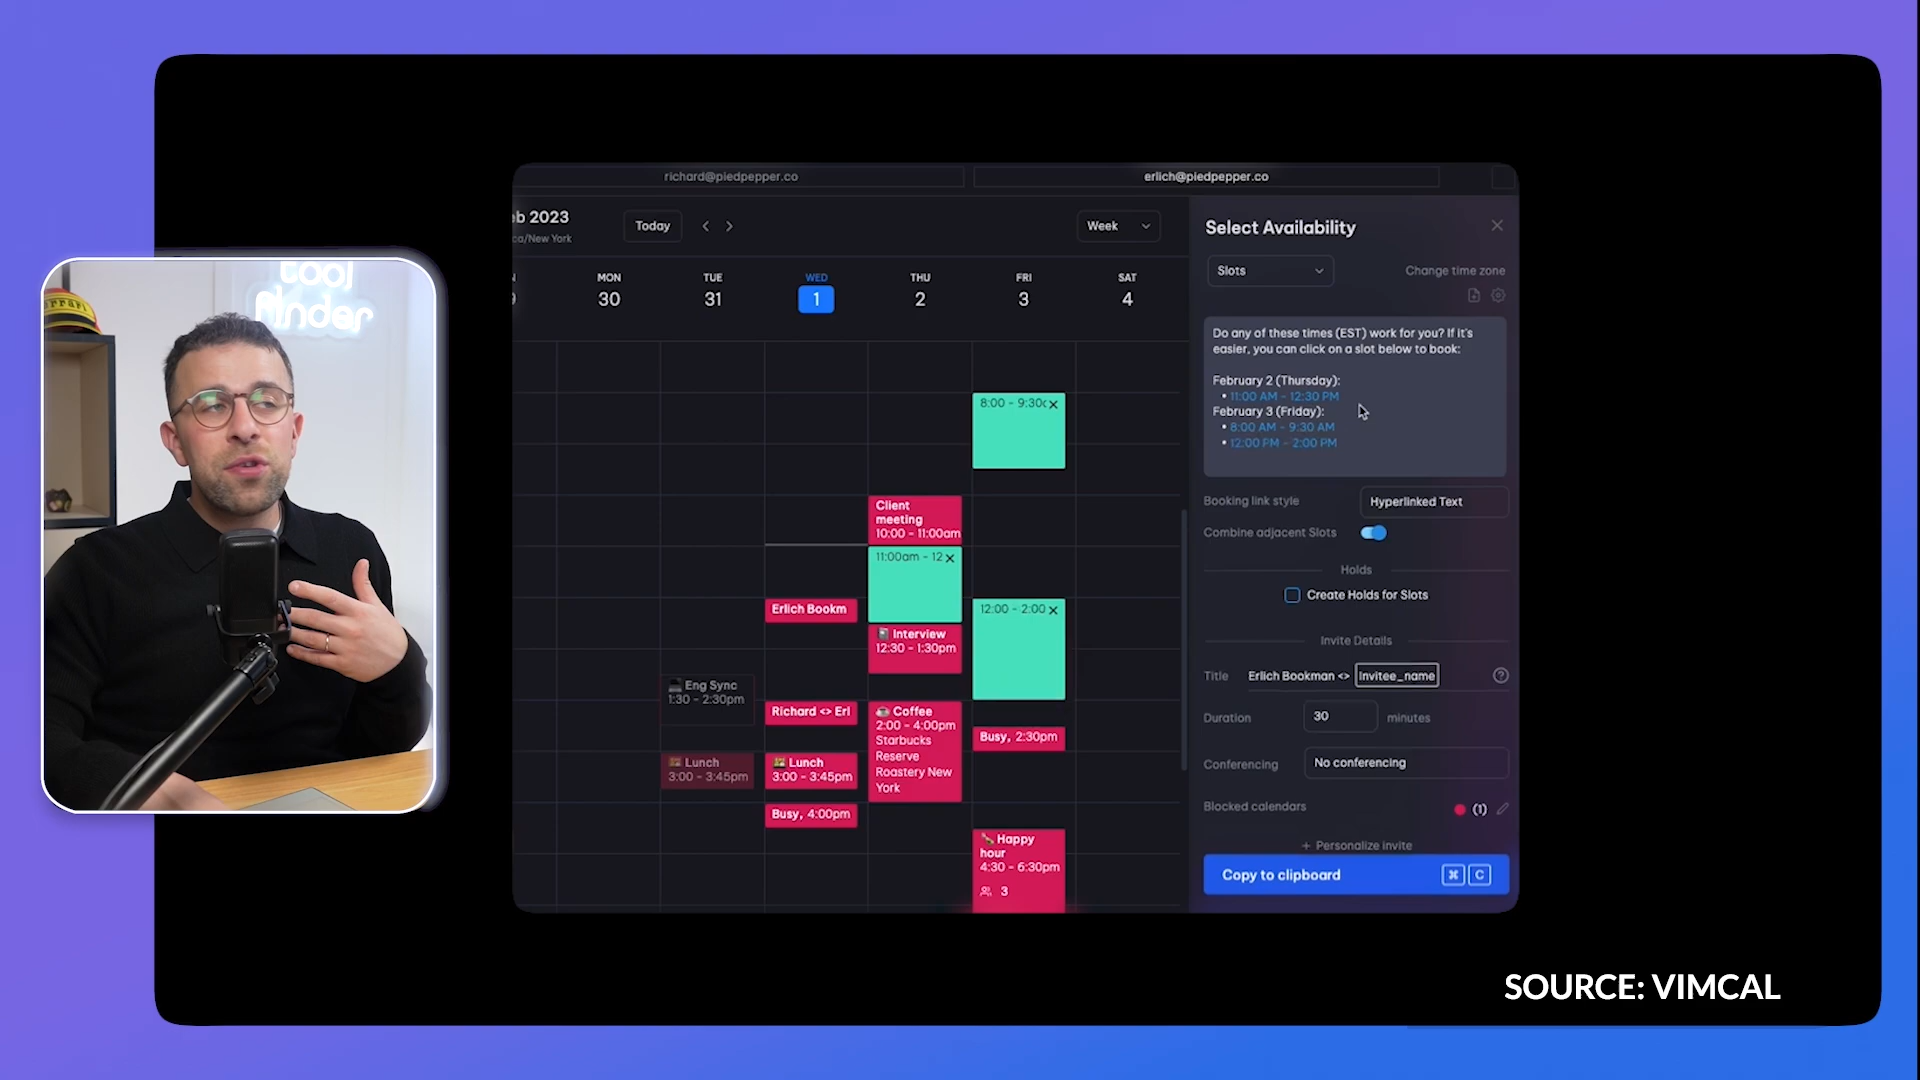 richard@piedpepper.co
erlich@piedpepper.co
eb 2023
ca/New York
Today
Week
MON
30
TUE
31
WED
1
THU
2
FRI
3
SAT
4
8:00 - 9:30
Client
meeting
10:00 - 11:00am
11:00am - 12
Erlich Bookm
12:00 - 2:00
Interview
12:30 - 1:30pm
Eng Sync
1:30 - 2:30pm
Richard <> Erl
Coffee
2:00 - 4:00pm
Starbucks
Reserve
Roastery New
York
Busy, 2:30pm
Lunch
3:00 - 3:45pm
Lunch
3:00 - 3:45pm
Busy, 4:00pm
Happy
hour
4:30 - 6:30pm
3
Select Availability
Slots
Change time zone
Do any of these times (EST) work for you? If it's
easier, you can click on a slot below to book:
February 2 (Thursday):
• 11:00 AM - 12:30 PM
February 3 (Friday):
• 8:00 AM - 9:30 AM
• 12:00 PM - 2:00 PM
Booking link style
Hyperlinked Text
Combine adjacent Slots
Holds
Create Holds for Slots
Invite Details
Title
Erlich Bookman <> Invitee_name
Duration
30
minutes
Conferencing
No conferencing
Blocked calendars
(1)
+ Personalize invite
Copy to clipboard
⌘ C
tool
finder
SOURCE: VIMCAL